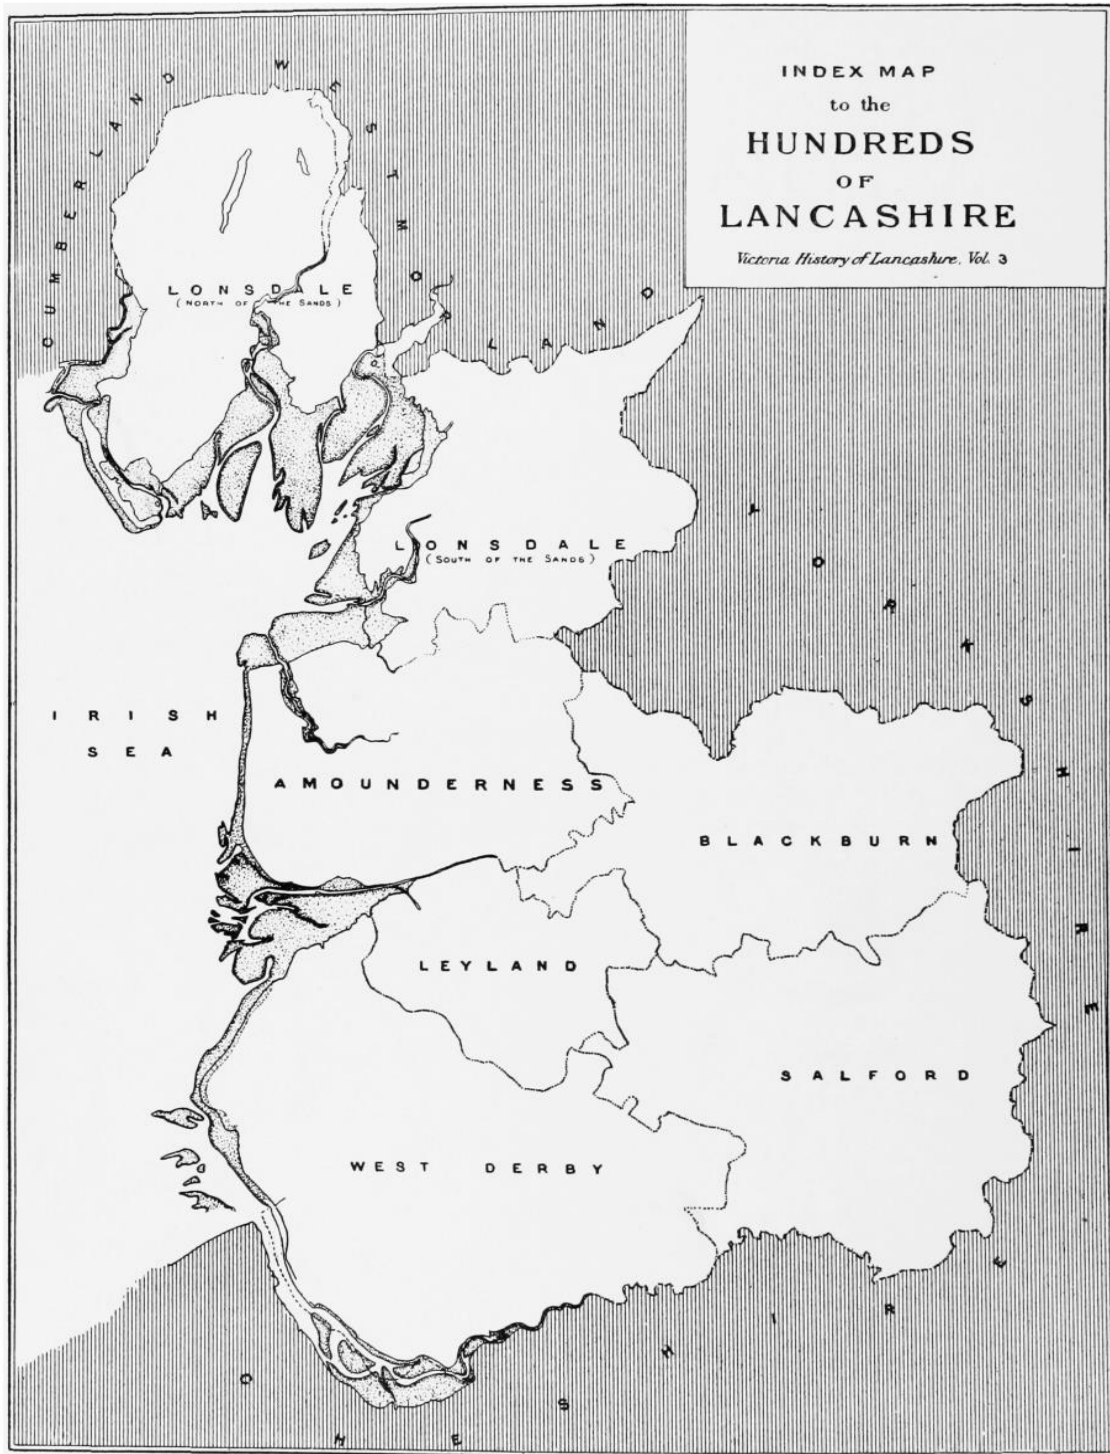 INDEX MAP
to the
HUNDREDS
OF
LANCASHIRE
Victoria History of Lancashire, Vol. 3
CUMBERLAND
WESTMORLAND
LONSDALE
(NORTH OF THE SANDS)
LONSDALE
(SOUTH OF THE SANDS)
YORKSHIRE
IRISH
SEA
AMOUNDERNESS
BLACKBURN
LEYLAND
SALFORD
WEST DERBY
CHESHIRE